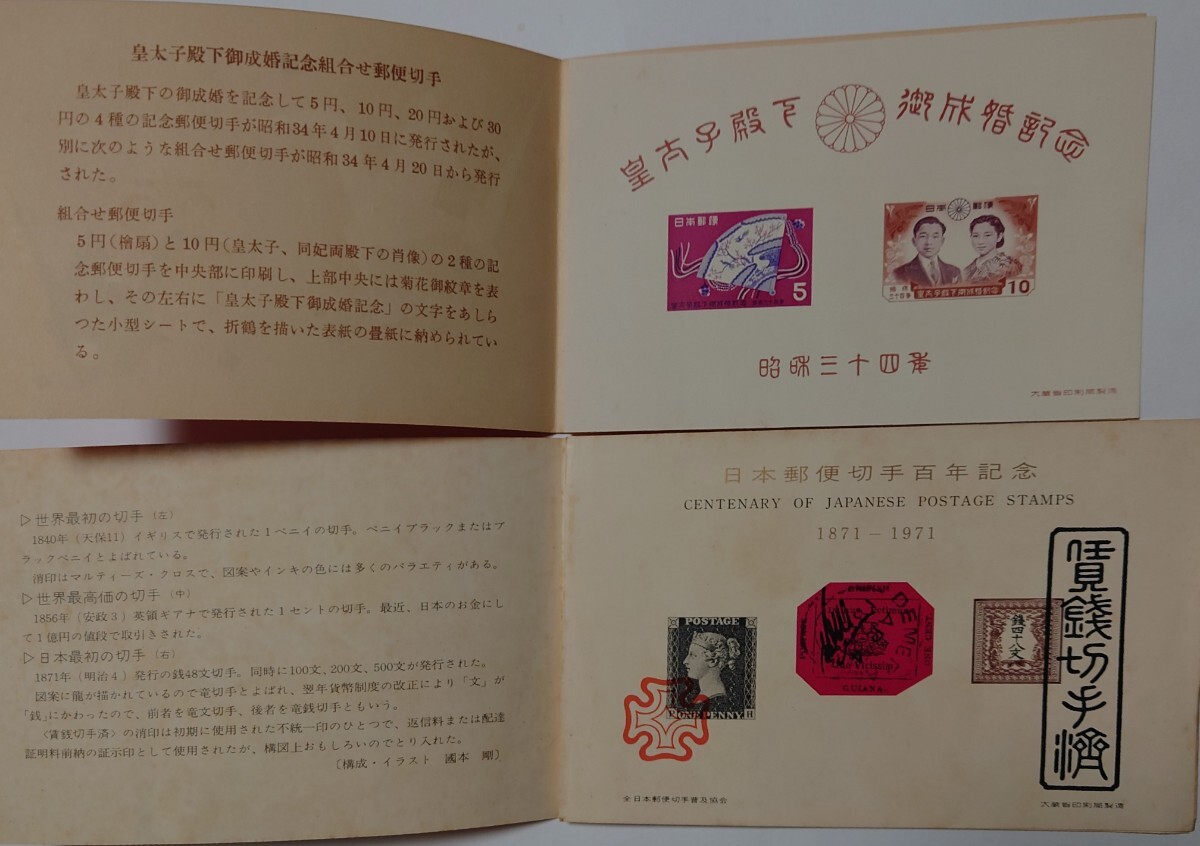 皇太子殿下御成婚記念組合せ郵便切手
皇太子殿下の御成婚を記念して5円、10円、20円および30
円の4種の記念郵便切手が昭和34年4月10日に発行されたが、
別に次のような組合せ郵便切手が昭和34年4月20日から発行
された。
組合せ郵便切手
5円(檜扇)と10円(皇太子、同妃両殿下の肖像)の2種の記
念郵便切手を中央部に印刷し、上部中央には菊花御紋章を表
わし、その左右に「皇太子殿下御成婚記念」の文字をあしら
つた小型シートで、折鶴を描いた表紙の畳紙に納められてい
る。
皇太子殿下 御成婚記念
日本郵便
5
日本郵便
皇太子殿下御成婚記念
10
昭和三十四年
大蔵省印刷局製造
▷世界最初の切手(左)
1840年(天保11)イギリスで発行された1ペニイの切手。ペニイブラックまたはブ
ラックペニイとよばれている。
消印はマルティーズ・クロスで、図案やインキの色には多くのバラエティがある。
▷世界最高価の切手(中)
1856年(安政3)英領ギアナで発行された1セントの切手。最近、日本のお金にし
て1億円の値段で取引きされた。
▷日本最初の切手(右)
1871年(明治4)発行の銭48文切手。同時に100文、200文、500文が発行された。
図案に龍が描かれているので竜切手とよばれ、翌年貨幣制度の改正により「文」が
「銭」にかわったので、前者を竜文切手、後者を竜銭切手ともいう。
〈賃銭切手済〉の消印は初期に使用された不統一印のひとつで、返信料または配達
証明料前納の証示印として使用されたが、構図上おもしろいのでとり入れた。
〔構成・イラスト 國本 剛〕
日本郵便切手百年記念
CENTENARY OF JAPANESE POSTAGE STAMPS
1871－1971
POSTAGE
ONE PENNY H
DEME
ONE CENT
GUIANA
銭四十八文
賃銭切手済
全日本郵便切手普及協会
大蔵省印刷局製造